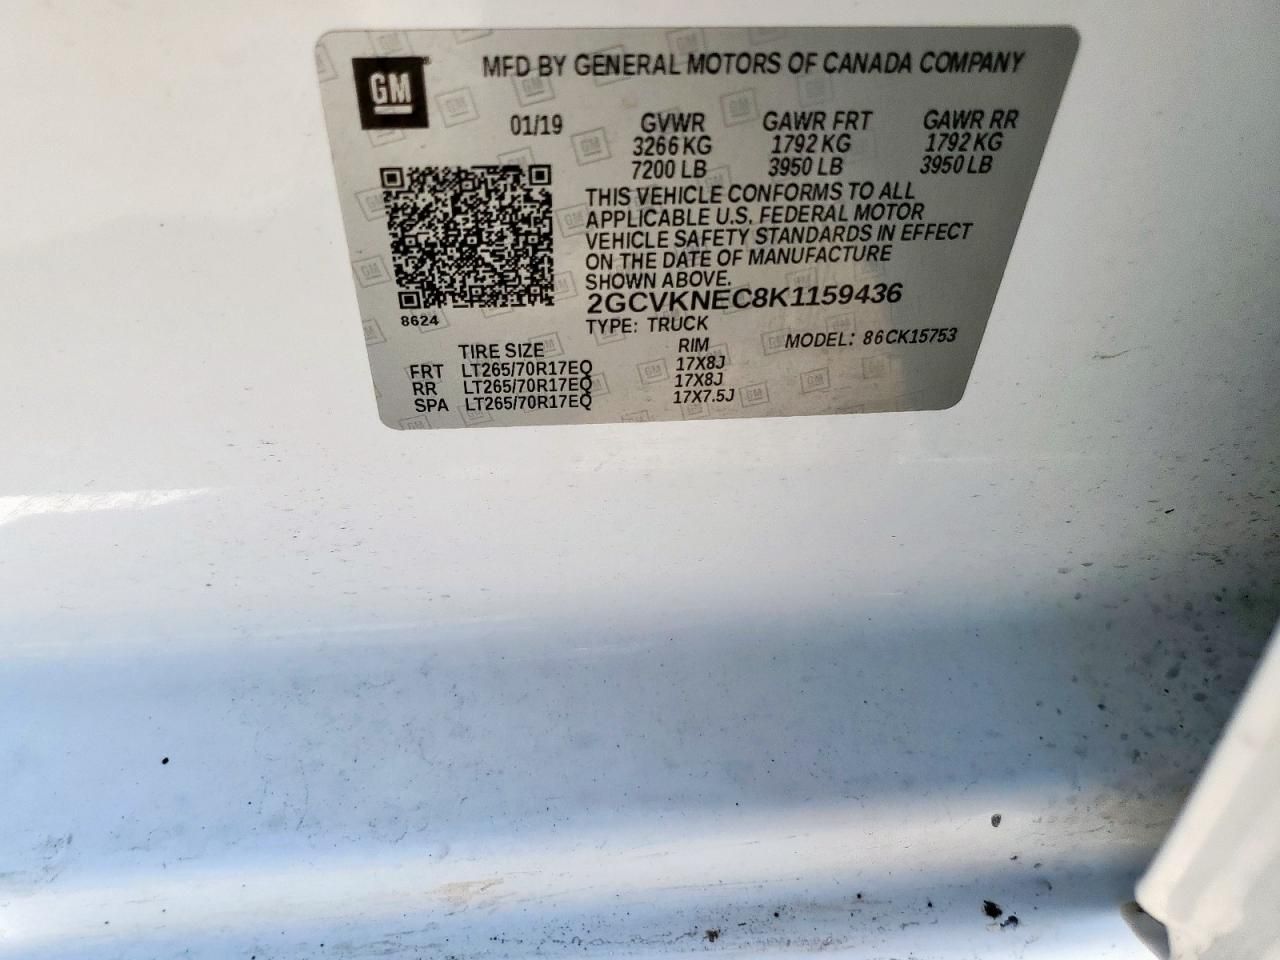 GM
MFD BY GENERAL MOTORS OF CANADA COMPANY
01/19 GVWR GAWR FRT GAWR RR
3266 KG 1792 KG 1792 KG
7200 LB 3950 LB 3950 LB
THIS VEHICLE CONFORMS TO ALL
APPLICABLE U.S. FEDERAL MOTOR
VEHICLE SAFETY STANDARDS IN EFFECT
ON THE DATE OF MANUFACTURE
SHOWN ABOVE.
2GCVKNEC8K1159436
8624
TYPE: TRUCK MODEL: 86CK15753
TIRE SIZE RIM
FRT LT265/70R17EQ 17X8J
RR LT265/70R17EQ 17X8J
SPA LT265/70R17EQ 17X7.5J